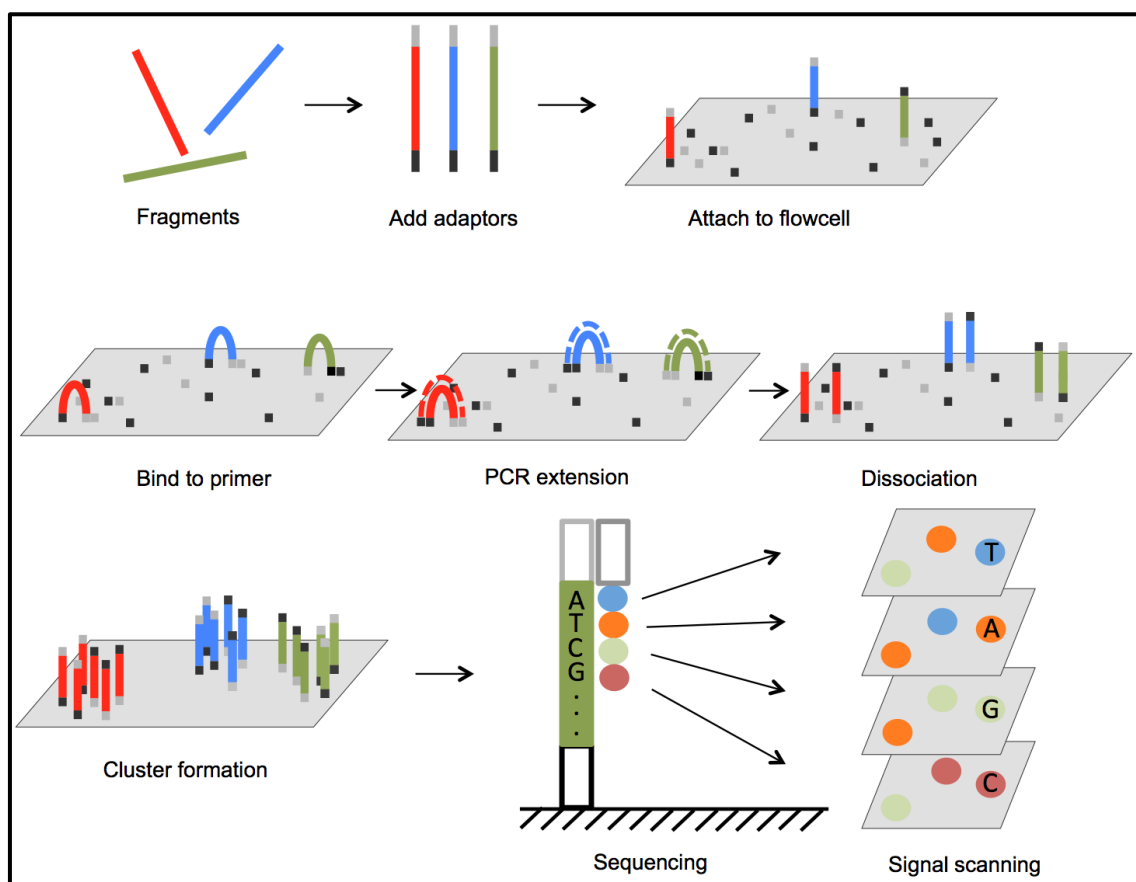 Fragments
Add adaptors
Attach to flowcell
Bind to primer
PCR extension
Dissociation
Cluster formation
A
T
C
G
.
.
.
Sequencing
T
A
G
C
Signal scanning